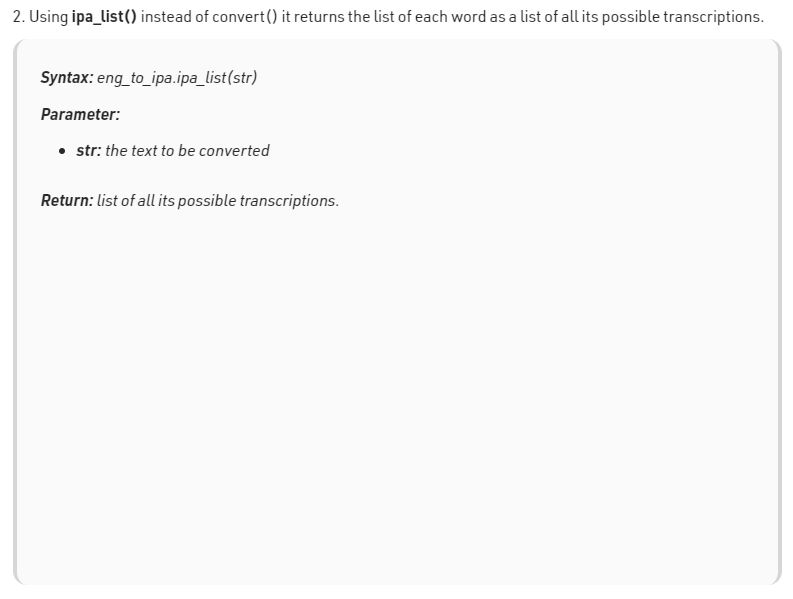 2. Using ipa_list() instead of convert() it returns the list of each word as a list of all its possible transcriptions.
Syntax: eng_to_ipa.ipa_list(str)
Parameter:
• str: the text to be converted
Return: list of all its possible transcriptions.